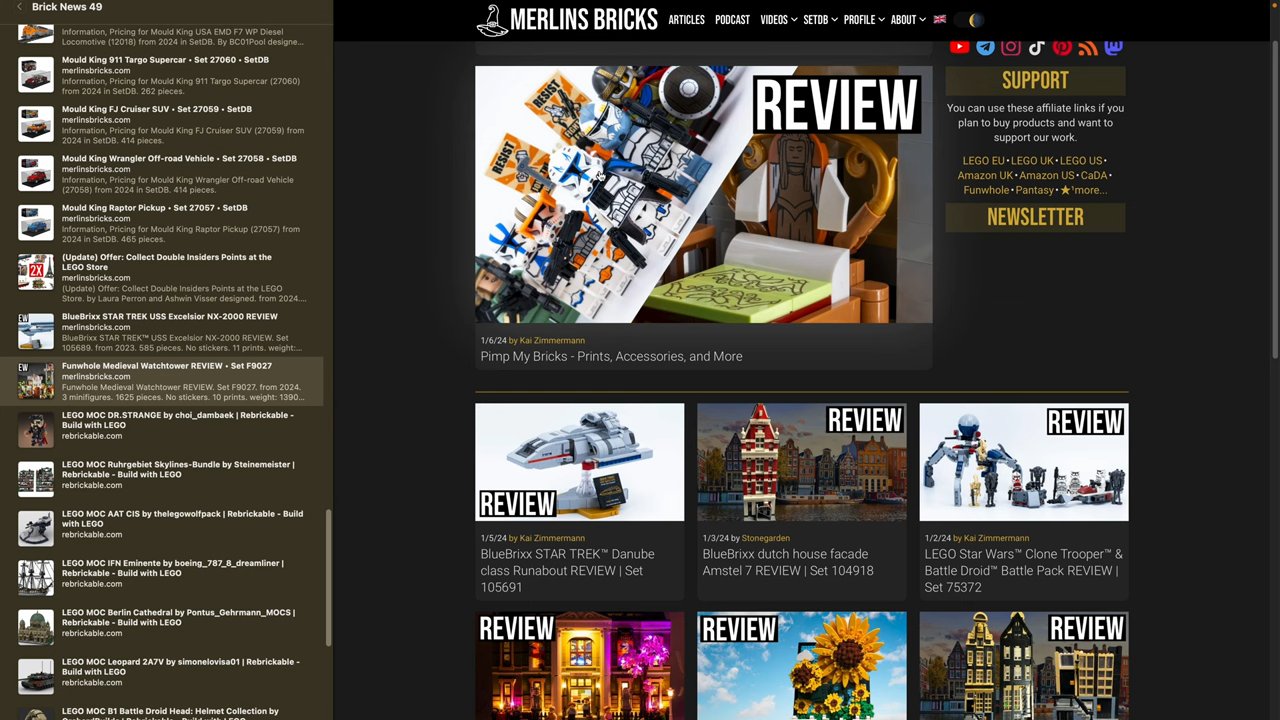 Brick News 49
Information, Pricing for Mould King USA EMD F7 WP Diesel
Locomotive (12018) from 2024 in SetDB. By BC01Pool designe...
Mould King 911 Targo Supercar • Set 27060 • SetDB
merlinsbricks.com
Information, Pricing for Mould King 911 Targo Supercar (27060)
from 2024 in SetDB. 262 pieces.
Mould King FJ Cruiser SUV • Set 27059 • SetDB
merlinsbricks.com
Information, Pricing for Mould King FJ Cruiser SUV (27059) from
2024 in SetDB. 414 pieces.
Mould King Wrangler Off-road Vehicle • Set 27058 • SetDB
merlinsbricks.com
Information, Pricing for Mould King Wrangler Off-road Vehicle
(27058) from 2024 in SetDB. 414 pieces.
Mould King Raptor Pickup • Set 27057 • SetDB
merlinsbricks.com
Information, Pricing for Mould King Raptor Pickup (27057) from
2024 in SetDB. 465 pieces.
2X
(Update) Offer: Collect Double Insiders Points at the
LEGO Store
merlinsbricks.com
(Update) Offer: Collect Double Insiders Points at the LEGO
Store. by Laura Perron and Ashwin Visser designed. from 2024....
EW
BlueBrixx STAR TREK USS Excelsior NX-2000 REVIEW
merlinsbricks.com
BlueBrixx STAR TREK™ USS Excelsior NX-2000 REVIEW. Set
105689. from 2023. 585 pieces. No stickers. 11 prints. weight:...
EW
Funwhole Medieval Watchtower REVIEW • Set F9027
merlinsbricks.com
Funwhole Medieval Watchtower REVIEW. Set F9027. from 2024.
3 minifigures. 1625 pieces. No stickers. 10 prints. weight: 1390...
LEGO MOC DR.STRANGE by choi_dambaek | Rebrickable -
Build with LEGO
rebrickable.com
LEGO MOC Ruhrgebiet Skylines-Bundle by Steinemeister |
Rebrickable - Build with LEGO
rebrickable.com
LEGO MOC AAT CIS by thelegowolfpack | Rebrickable - Build
with LEGO
rebrickable.com
LEGO MOC IFN Eminente by boeing_787_8_dreamliner |
Rebrickable - Build with LEGO
rebrickable.com
LEGO MOC Berlin Cathedral by Pontus_Gehrmann_MOCS |
Rebrickable - Build with LEGO
rebrickable.com
LEGO MOC Leopard 2A7V by simonelovisa01 | Rebrickable -
Build with LEGO
rebrickable.com
LEGO MOC B1 Battle Droid Head: Helmet Collection by
MERLINS BRICKS
ARTICLES PODCAST VIDEOS SETDB PROFILE ABOUT
RESIST
RESIST
RESIST
REVIEW
1/6/24 by Kai Zimmermann
Pimp My Bricks - Prints, Accessories, and More
SUPPORT
You can use these affiliate links if you
plan to buy products and want to
support our work.
LEGO EU • LEGO UK • LEGO US •
Amazon UK • Amazon US • CaDA •
Funwhole • Pantasy • ★¹more...
NEWSLETTER
REVIEW
1/5/24 by Kai Zimmermann
BlueBrixx STAR TREK™ Danube
class Runabout REVIEW | Set
105691
REVIEW
1/3/24 by Stonegarden
BlueBrixx dutch house facade
Amstel 7 REVIEW | Set 104918
REVIEW
1/2/24 by Kai Zimmermann
LEGO Star Wars™ Clone Trooper™ &
Battle Droid™ Battle Pack REVIEW |
Set 75372
REVIEW
REVIEW
REVIEW